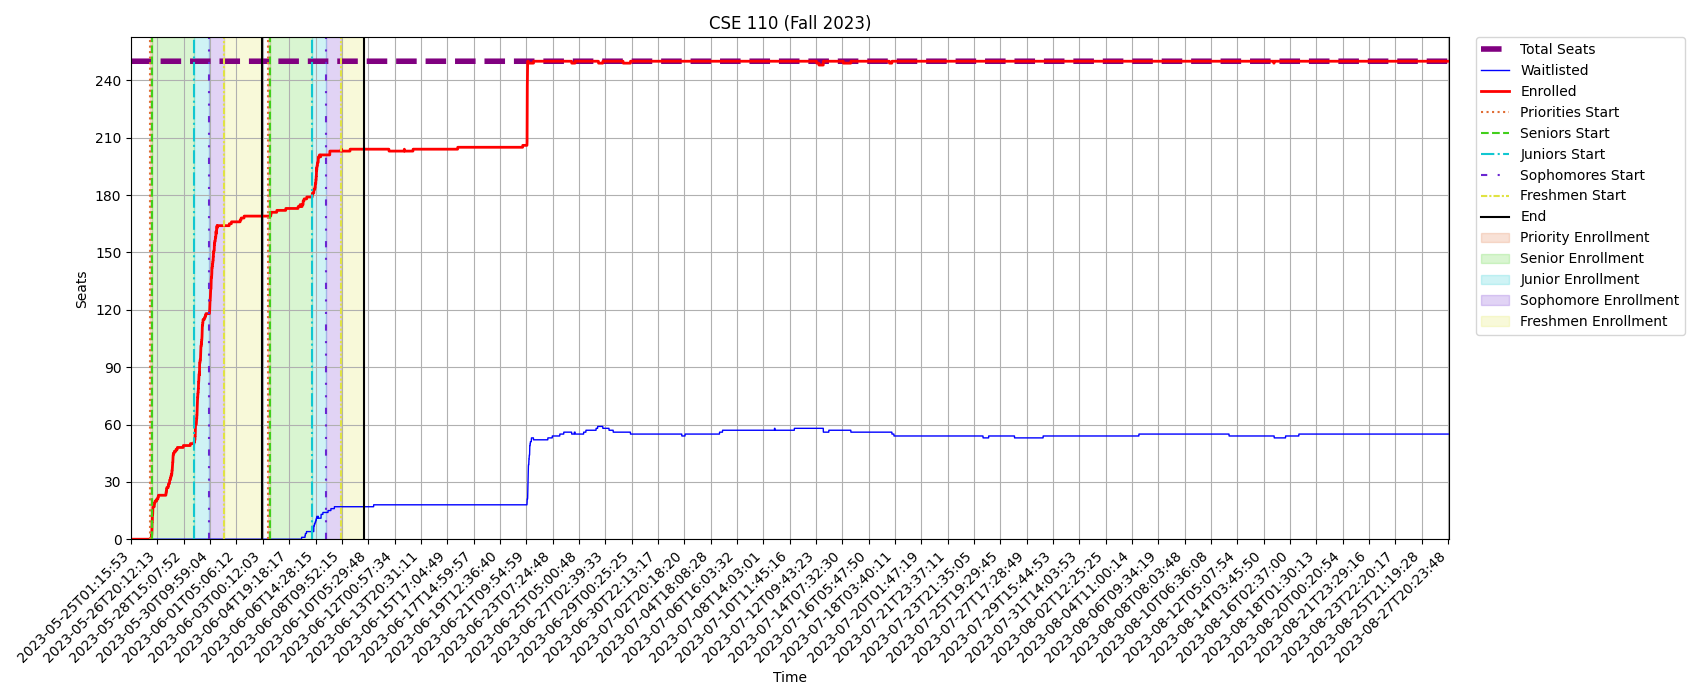 CSE 110 (Fall 2023)
Seats
240
210
180
150
120
90
60
30
0
2023-05-25T01:15:53
2023-05-26T20:12:13
2023-05-28T15:07:52
2023-05-30T09:59:04
2023-06-01T05:06:12
2023-06-03T00:12:03
2023-06-04T19:18:17
2023-06-06T14:28:15
2023-06-08T09:52:15
2023-06-10T05:29:48
2023-06-12T00:57:34
2023-06-13T20:31:11
2023-06-15T17:04:49
2023-06-17T14:59:57
2023-06-19T12:36:40
2023-06-21T09:54:59
2023-06-23T07:24:48
2023-06-25T05:00:48
2023-06-27T02:39:33
2023-06-29T00:25:25
2023-06-30T22:13:17
2023-07-02T20:18:20
2023-07-04T18:08:28
2023-07-06T16:03:32
2023-07-08T14:03:01
2023-07-10T11:45:16
2023-07-12T09:43:23
2023-07-14T07:32:30
2023-07-16T05:47:50
2023-07-18T03:40:11
2023-07-20T01:47:19
2023-07-21T23:37:11
2023-07-23T21:35:05
2023-07-25T19:29:45
2023-07-27T17:28:49
2023-07-29T15:44:53
2023-07-31T14:03:53
2023-08-02T12:25:25
2023-08-04T11:00:14
2023-08-06T09:34:19
2023-08-08T08:03:48
2023-08-10T06:36:08
2023-08-12T05:07:54
2023-08-14T03:45:50
2023-08-16T02:37:00
2023-08-18T01:30:13
2023-08-20T00:20:54
2023-08-21T23:29:16
2023-08-23T22:20:17
2023-08-25T21:19:28
2023-08-27T20:23:48
Time
Total Seats
Waitlisted
Enrolled
Priorities Start
Seniors Start
Juniors Start
Sophomores Start
Freshmen Start
End
Priority Enrollment
Senior Enrollment
Junior Enrollment
Sophomore Enrollment
Freshmen Enrollment